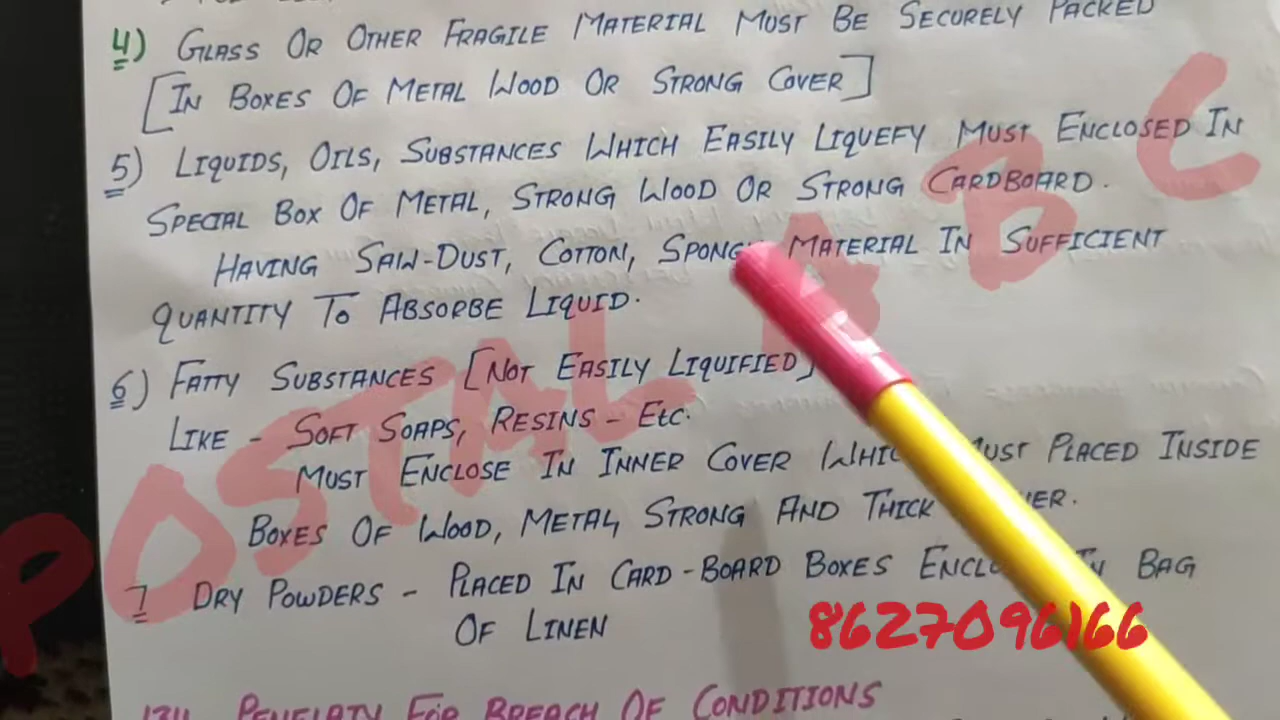 4) GLASS OR OTHER FRAGILE MATERIAL MUST BE SECURELY PACKED
[IN BOXES OF METAL WOOD OR STRONG COVER]
5) LIQUIDS, OILS, SUBSTANCES WHICH EASILY LIQUEFY MUST ENCLOSED IN
SPECIAL BOX OF METAL, STRONG WOOD OR STRONG CARDBOARD.
HAVING SAW-DUST, COTTON, MATERIAL IN SUFFICIENT
QUANTITY TO ABSORBE LIQUID.
6) FATTY SUBSTANCES [NOT EASILY LIQUIFIED]
LIKE - SOFT SOAPS, RESINS - ETC.
MUST ENCLOSE IN INNER COVER MUST PLACED INSIDE
BOXES OF WOOD, METAL, STRONG AND THICK
7 DRY POWDERS - PLACED IN CARD-BOARD BOXES IN BAG
OF LINEN
FOR BREACH OF CONDITIONS
POSTAL ABC
8627096166